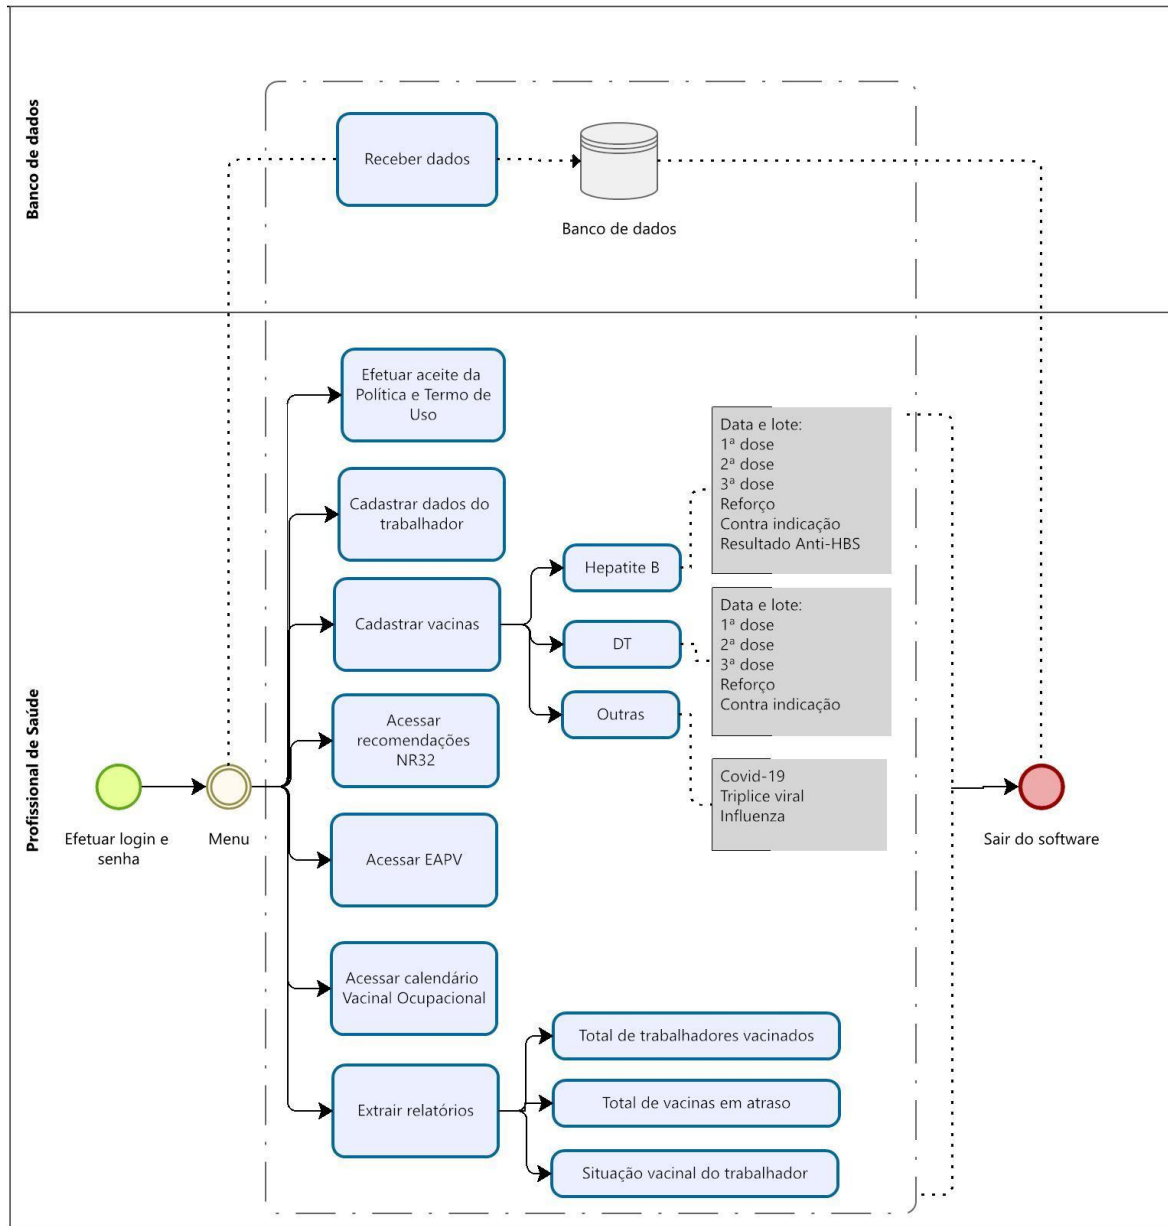 Banco de dados
Receber dados
Banco de dados
Profissional de Saúde
Efetuar login e
senha
Menu
Efetuar aceite da
Política e Termo de
Uso
Cadastrar dados do
trabalhador
Cadastrar vacinas
Hepatite B
DT
Outras
Data e lote:
1ª dose
2ª dose
3ª dose
Reforço
Contra indicação
Resultado Anti-HBS
Data e lote:
1ª dose
2ª dose
3ª dose
Reforço
Contra indicação
Covid-19
Triplice viral
Influenza
Acessar
recomendações
NR32
Acessar EAPV
Acessar calendário
Vacinal Ocupacional
Extrair relatórios
Total de trabalhadores vacinados
Total de vacinas em atraso
Situação vacinal do trabalhador
Sair do software